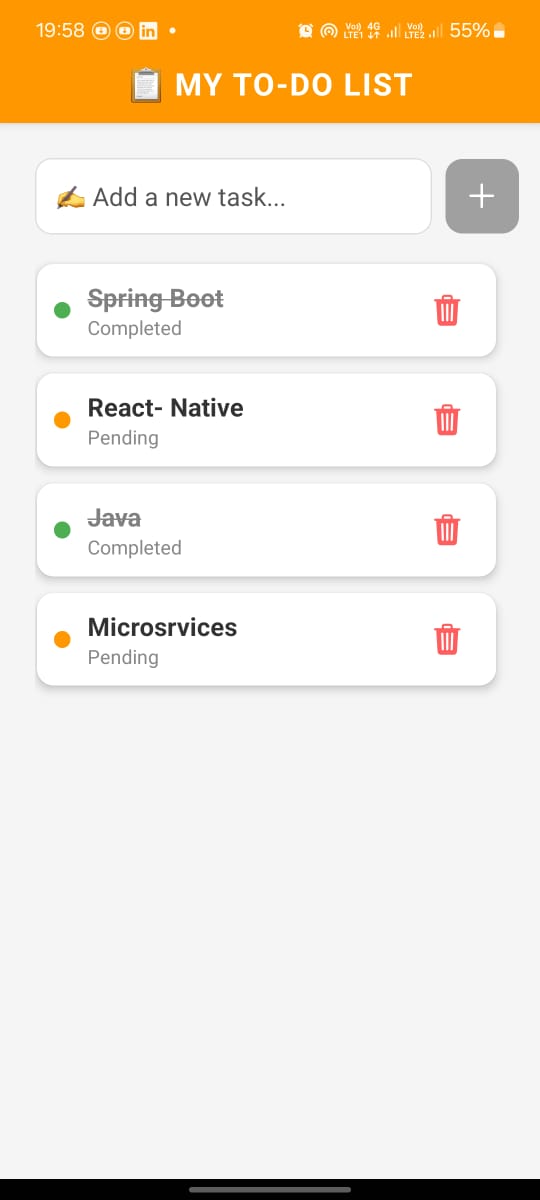 19:58 in Vo)) 4G LTE1 Vo)) LTE2 55%
MY TO-DO LIST
✍️ Add a new task...
Spring Boot
Completed
React- Native
Pending
Java
Completed
Microsrvices
Pending